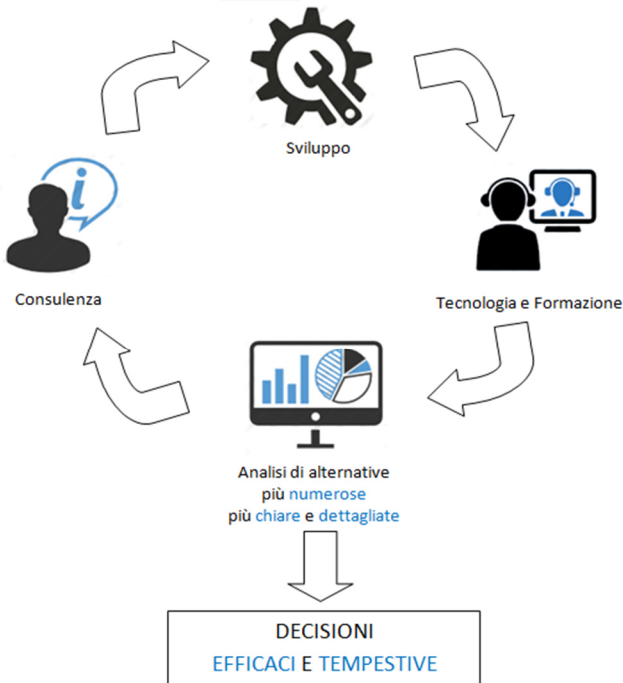 Sviluppo
Consulenza
Tecnologia e Formazione
i
Analisi di alternative
più numerose
più chiare e dettagliate
DECISIONI
EFFICACI E TEMPESTIVE